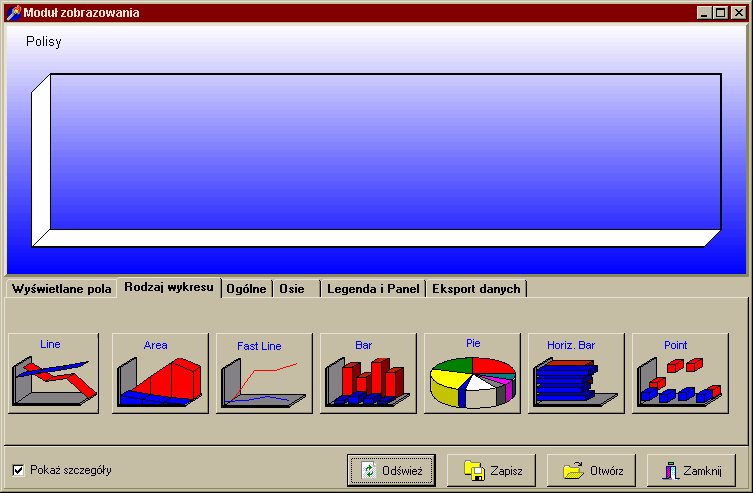 Moduł zobrazowania
Polisy
Wyświetlane pola
Rodzaj wykresu
Ogólne
Osie
Legenda i Panel
Eksport danych
Line
Area
Fast Line
Bar
Pie
Horiz. Bar
Point
Pokaż szczegóły
Odśwież
Zapisz
Otwórz
Zamknij